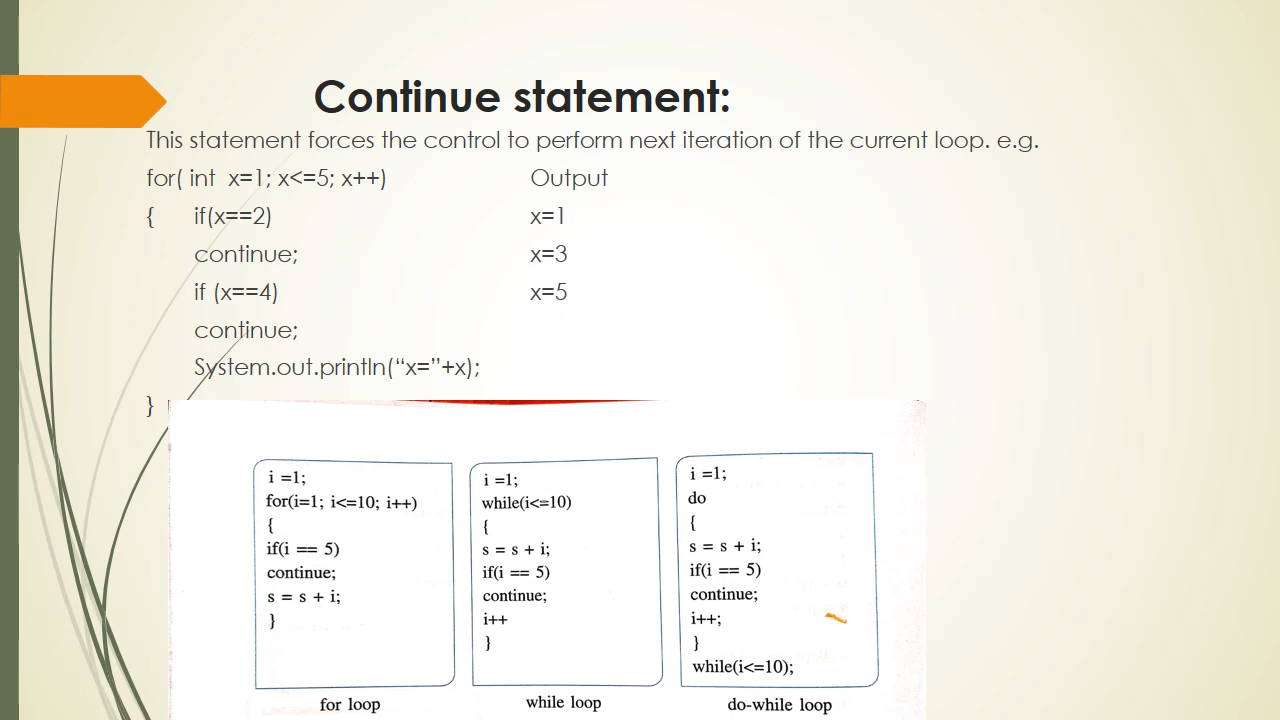 Continue statement:
This statement forces the control to perform next iteration of the current loop. e.g.
for( int x=1; x<=5; x++) Output
{ if(x==2) x=1
continue; x=3
if (x==4) x=5
continue;
System.out.println(“x=”+x);
}
i =1;
for(i=1; i<=10; i++)
{
if(i == 5)
continue;
s = s + i;
}
for loop
i =1;
while(i<=10)
{
s = s + i;
if(i == 5)
continue;
i++
}
while loop
i =1;
do
{
s = s + i;
if(i == 5)
continue;
i++;
}
while(i<=10);
do-while loop